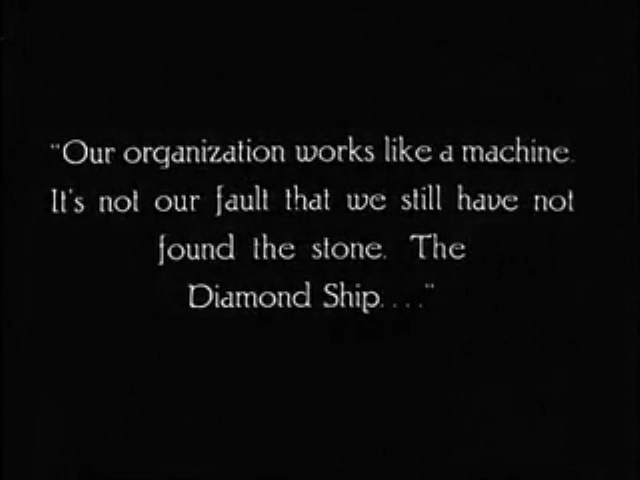 "Our organization works like a machine.
It's not our fault that we still have not
found the stone. The
Diamond Ship...."